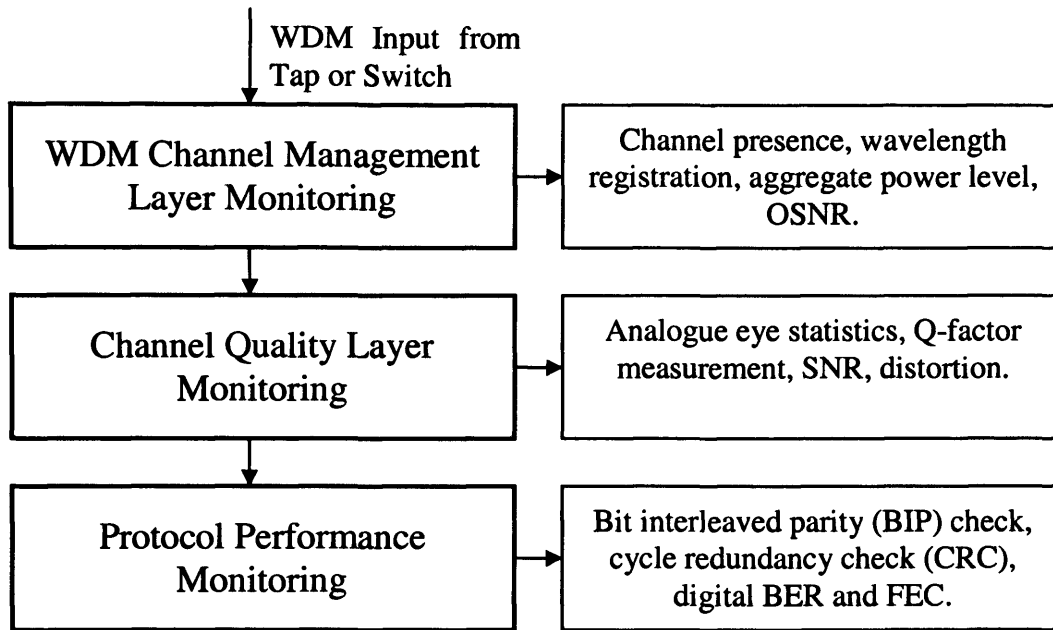 WDM Input from
Tap or Switch
WDM Channel Management
Layer Monitoring
Channel presence, wavelength
registration, aggregate power level,
OSNR.
Channel Quality Layer
Monitoring
Analogue eye statistics, Q-factor
measurement, SNR, distortion.
Protocol Performance
Monitoring
Bit interleaved parity (BIP) check,
cycle redundancy check (CRC),
digital BER and FEC.